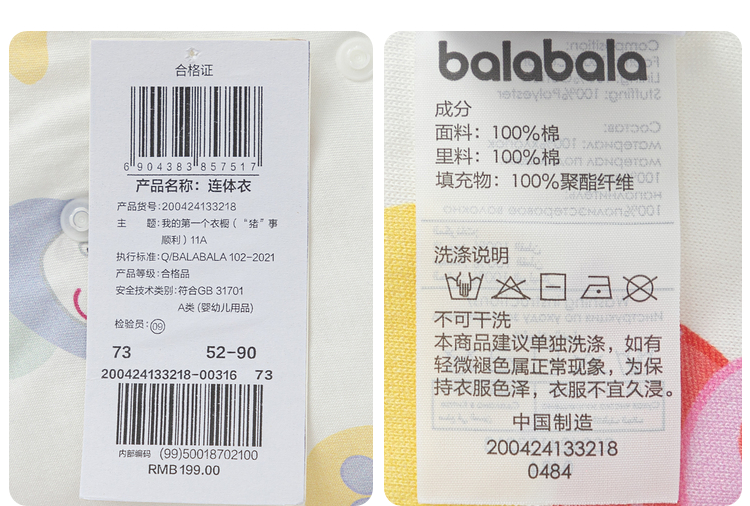 合格证
6 904383 857517
产品名称：连体衣
产品货号：200424133218
主　　题：我的第一个衣橱（“猪”事
顺利）11A
执行标准：Q/BALABALA 102-2021
产品等级：合格品
安全技术类别：符合GB 31701
A类 (婴幼儿用品)
检验员：09
73 52-90
200424133218-00316 73
内部编码 (99)50018702100
RMB199.00
balabala
成分
面料：100%棉
里料：100%棉
填充物：100%聚酯纤维
洗涤说明
不可干洗
本商品建议单独洗涤，如有
轻微褪色属正常现象，为保
持衣服色泽，衣服不宜久浸。
中国制造
200424133218
0484